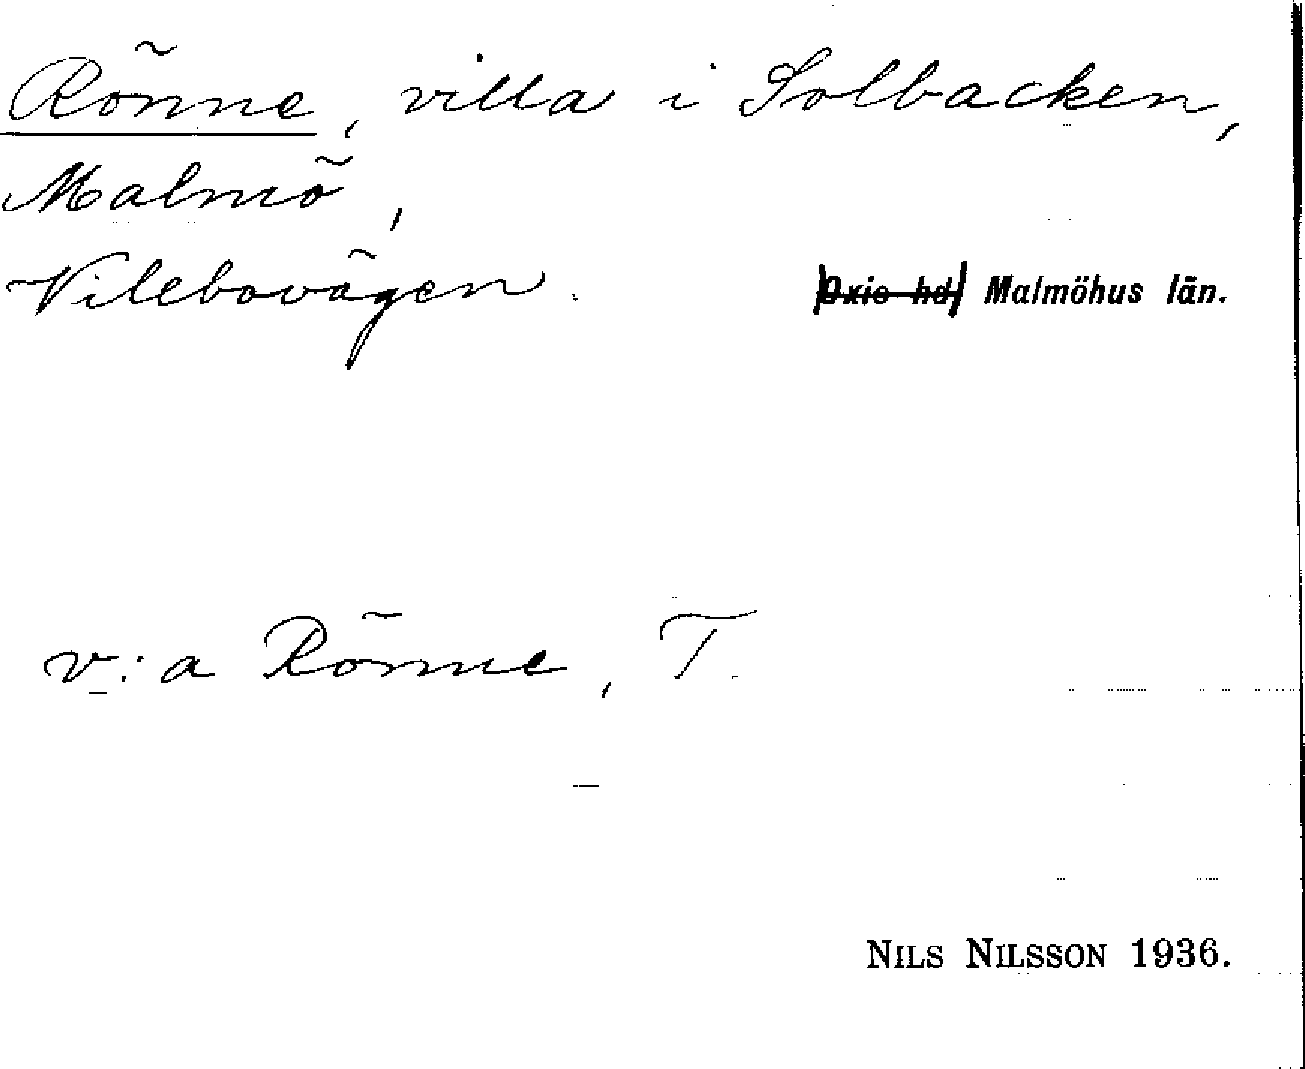 Rönne, villa i Solbacken,
Malmö,
Vilebovägen. Oxie hd, Malmöhus län.
v:a Rönne, T.
NILS NILSSON 1936.